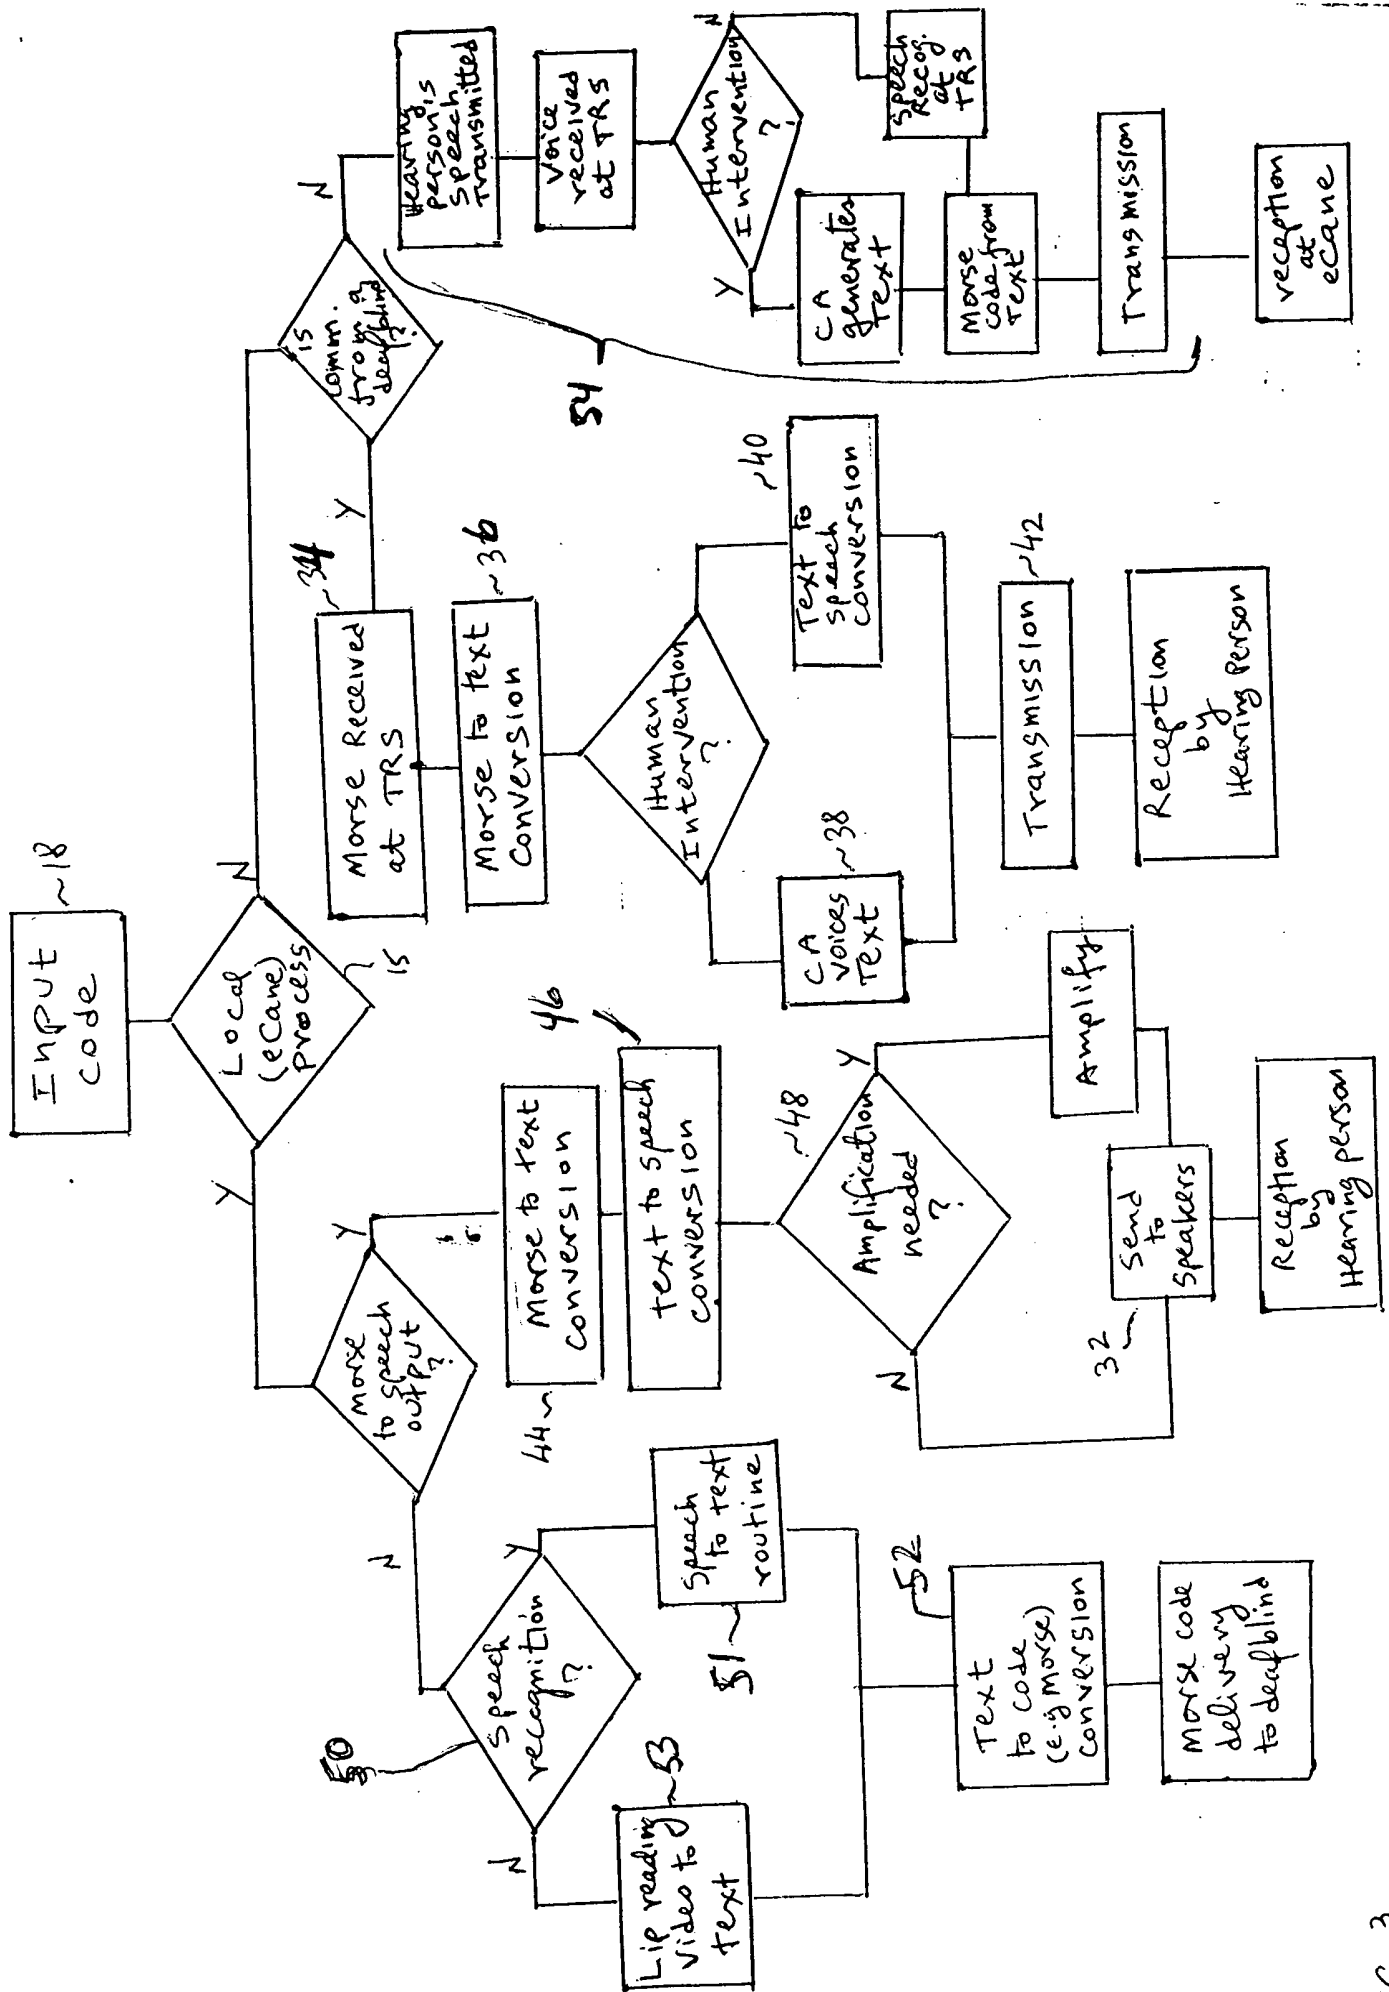 Input
code
~18
Local
(eCane)
process
15
Y
N
Morse
to speech
output
?
N
Y
Speech
recognition
?
50
N
Y
Lip reading
Video to
Text
~53
Speech
to text
routine
51~
Text
to code
(e.g Morse)
conversion
52
Morse code
delivery
to deafblind
Morse to text
conversion
44~
text to speech
conversion
46
Amplification
needed
?
~48
N
Y
Amplify
Send
to
Speakers
32~
Reception
by
Hearing person
is
comm.
from a
deafblind
?
Y
N
Morse Received
at TRS
~34
Morse to text
Conversion
~36
Human
Intervention
?
CA
voices
Text
~38
Text to
speech
conversion
~40
Transmission
~42
Reception
by
Hearing Person
54
Hearing
person's
Speech
Transmitted
Voice
received
at TRS
Human
Intervention
?
Y
N
CA
generates
Text
Speech
Recog.
at
TRS
Morse
code from
Text
Transmission
reception
at
eCane
3